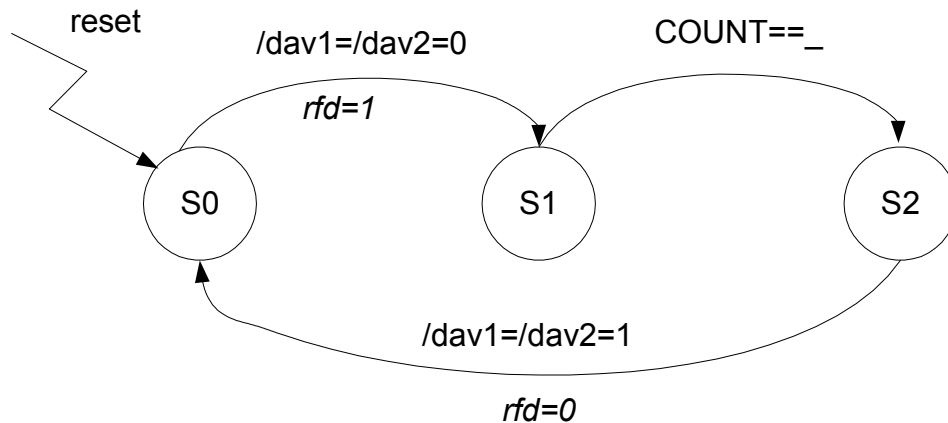 reset
/dav1=/dav2=0
COUNT==_
rfd=1
S0
S1
S2
/dav1=/dav2=1
rfd=0